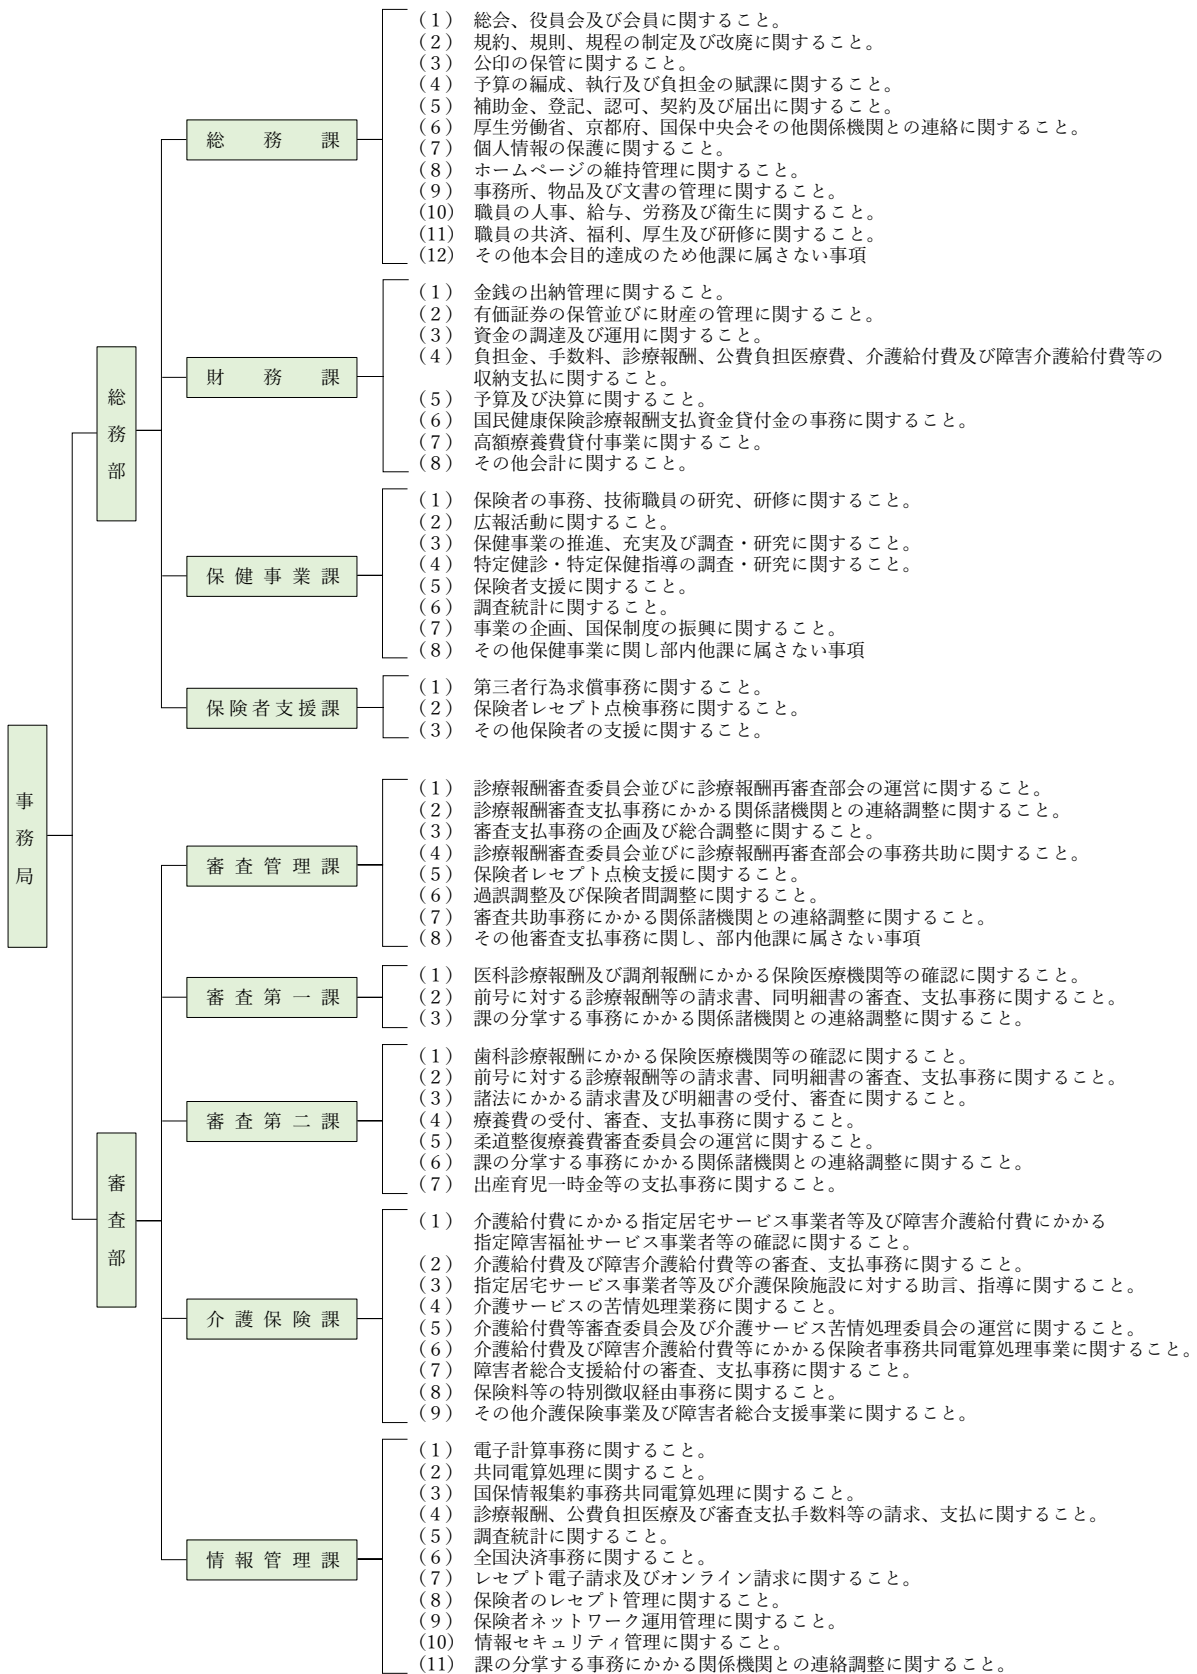 事務局
総務部
総務課
（1） 総会、役員会及び会員に関すること。
（2） 規約、規則、規程の制定及び改廃に関すること。
（3） 公印の保管に関すること。
（4） 予算の編成、執行及び負担金の賦課に関すること。
（5） 補助金、登記、認可、契約及び届出に関すること。
（6） 厚生労働省、京都府、国保中央会その他関係機関との連絡に関すること。
（7） 個人情報の保護に関すること。
（8） ホームページの維持管理に関すること。
（9） 事務所、物品及び文書の管理に関すること。
（10） 職員の人事、給与、労務及び衛生に関すること。
（11） 職員の共済、福利、厚生及び研修に関すること。
（12） その他本会目的達成のため他課に属さない事項
財務課
（1） 金銭の出納管理に関すること。
（2） 有価証券の保管並びに財産の管理に関すること。
（3） 資金の調達及び運用に関すること。
（4） 負担金、手数料、診療報酬、公費負担医療費、介護給付費及び障害介護給付費等の
収納支払に関すること。
（5） 予算及び決算に関すること。
（6） 国民健康保険診療報酬支払資金貸付金の事務に関すること。
（7） 高額療養費貸付事業に関すること。
（8） その他会計に関すること。
保健事業課
（1） 保険者の事務、技術職員の研究、研修に関すること。
（2） 広報活動に関すること。
（3） 保健事業の推進、充実及び調査・研究に関すること。
（4） 特定健診・特定保健指導の調査・研究に関すること。
（5） 保険者支援に関すること。
（6） 調査統計に関すること。
（7） 事業の企画、国保制度の振興に関すること。
（8） その他保健事業に関し部内他課に属さない事項
保険者支援課
（1） 第三者行為求償事務に関すること。
（2） 保険者レセプト点検事務に関すること。
（3） その他保険者の支援に関すること。
審査部
審査管理課
（1） 診療報酬審査委員会並びに診療報酬再審査部会の運営に関すること。
（2） 診療報酬審査支払事務にかかる関係諸機関との連絡調整に関すること。
（3） 審査支払事務の企画及び総合調整に関すること。
（4） 診療報酬審査委員会並びに診療報酬再審査部会の事務共助に関すること。
（5） 保険者レセプト点検支援に関すること。
（6） 過誤調整及び保険者間調整に関すること。
（7） 審査共助事務にかかる関係諸機関との連絡調整に関すること。
（8） その他審査支払事務に関し、部内他課に属さない事項
審査第一課
（1） 医科診療報酬及び調剤報酬にかかる保険医療機関等の確認に関すること。
（2） 前号に対する診療報酬等の請求書、同明細書の審査、支払事務に関すること。
（3） 課の分掌する事務にかかる関係諸機関との連絡調整に関すること。
審査第二課
（1） 歯科診療報酬にかかる保険医療機関等の確認に関すること。
（2） 前号に対する診療報酬等の請求書、同明細書の審査、支払事務に関すること。
（3） 諸法にかかる請求書及び明細書の受付、審査に関すること。
（4） 療養費の受付、審査、支払事務に関すること。
（5） 柔道整復療養費審査委員会の運営に関すること。
（6） 課の分掌する事務にかかる関係諸機関との連絡調整に関すること。
（7） 出産育児一時金等の支払事務に関すること。
介護保険課
（1） 介護給付費にかかる指定居宅サービス事業者等及び障害介護給付費にかかる
指定障害福祉サービス事業者等の確認に関すること。
（2） 介護給付費及び障害介護給付費等の審査、支払事務に関すること。
（3） 指定居宅サービス事業者等及び介護保険施設に対する助言、指導に関すること。
（4） 介護サービスの苦情処理業務に関すること。
（5） 介護給付費等審査委員会及び介護サービス苦情処理委員会の運営に関すること。
（6） 介護給付費及び障害介護給付費等にかかる保険者事務共同電算処理事業に関すること。
（7） 障害者総合支援給付の審査、支払事務に関すること。
（8） 保険料等の特別徴収経由事務に関すること。
（9） その他介護保険事業及び障害者総合支援事業に関すること。
情報管理課
（1） 電子計算事務に関すること。
（2） 共同電算処理に関すること。
（3） 国保情報集約事務共同電算処理に関すること。
（4） 診療報酬、公費負担医療及び審査支払手数料等の請求、支払に関すること。
（5） 調査統計に関すること。
（6） 全国決済事務に関すること。
（7） レセプト電子請求及びオンライン請求に関すること。
（8） 保険者のレセプト管理に関すること。
（9） 保険者ネットワーク運用管理に関すること。
（10） 情報セキュリティ管理に関すること。
（11） 課の分掌する事務にかかる関係機関との連絡調整に関すること。